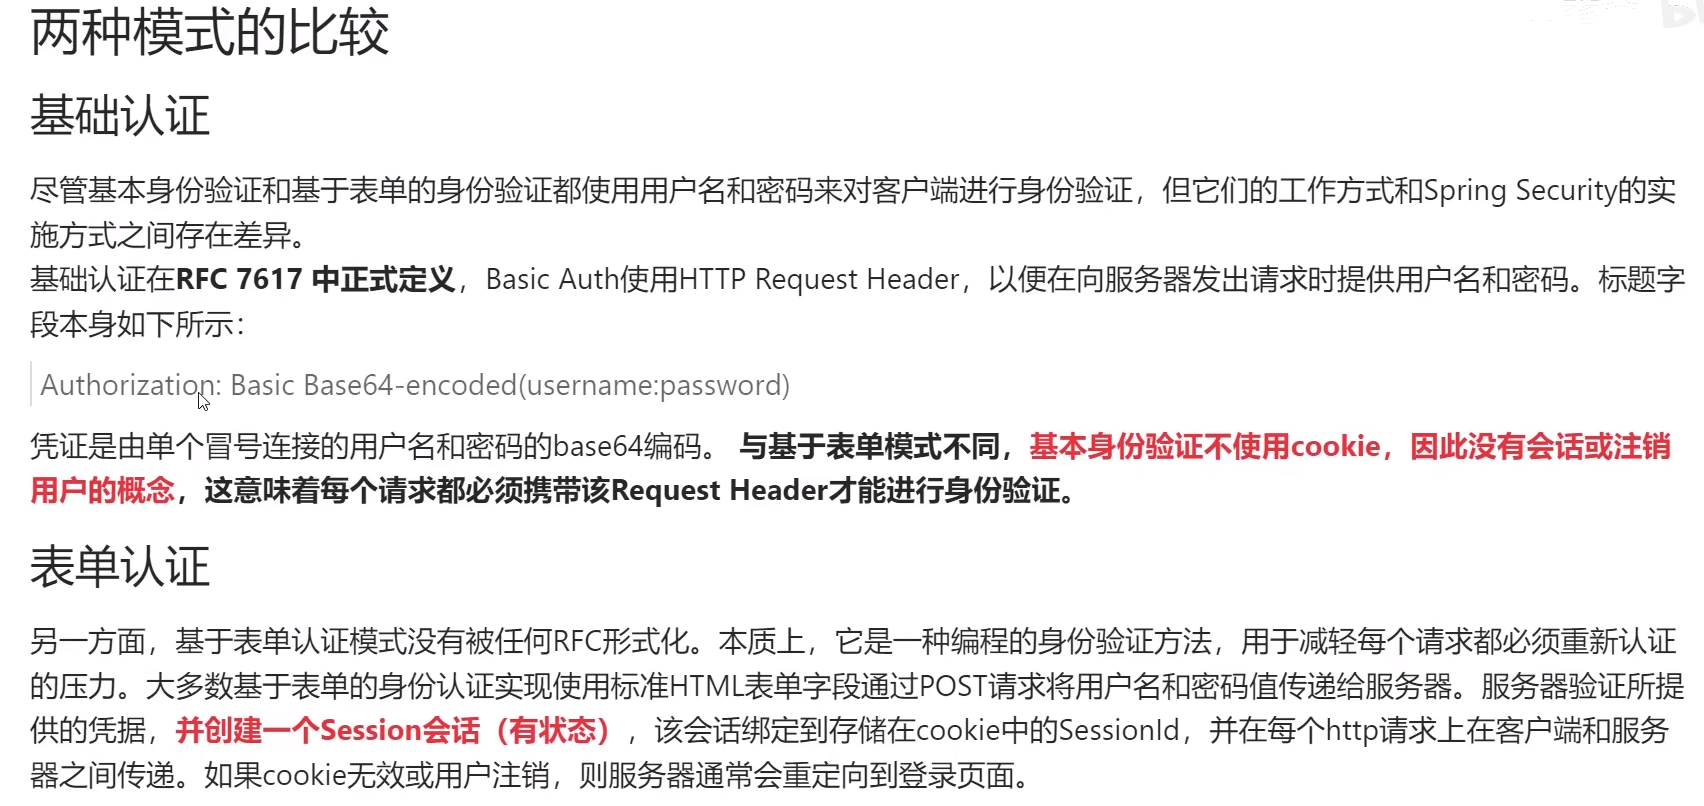 两种模式的比较
基础认证
尽管基本身份验证和基于表单的身份验证都使用用户名和密码来对客户端进行身份验证，但它们的工作方式和Spring Security的实
施方式之间存在差异。
基础认证在RFC 7617 中正式定义，Basic Auth使用HTTP Request Header，以便在向服务器发出请求时提供用户名和密码。标题字
段本身如下所示：
Authorization: Basic Base64-encoded(username:password)
凭证是由单个冒号连接的用户名和密码的base64编码。 与基于表单模式不同，基本身份验证不使用cookie，因此没有会话或注销
用户的概念，这意味着每个请求都必须携带该Request Header才能进行身份验证。
表单认证
另一方面，基于表单认证模式没有被任何RFC形式化。本质上，它是一种编程的身份验证方法，用于减轻每个请求都必须重新认证
的压力。大多数基于表单的身份认证实现使用标准HTML表单字段通过POST请求将用户名和密码值传递给服务器。服务器验证所提
供的凭据，并创建一个Session会话（有状态），该会话绑定到存储在cookie中的SessionId，并在每个http请求上在客户端和服务
器之间传递。如果cookie无效或用户注销，则服务器通常会重定向到登录页面。